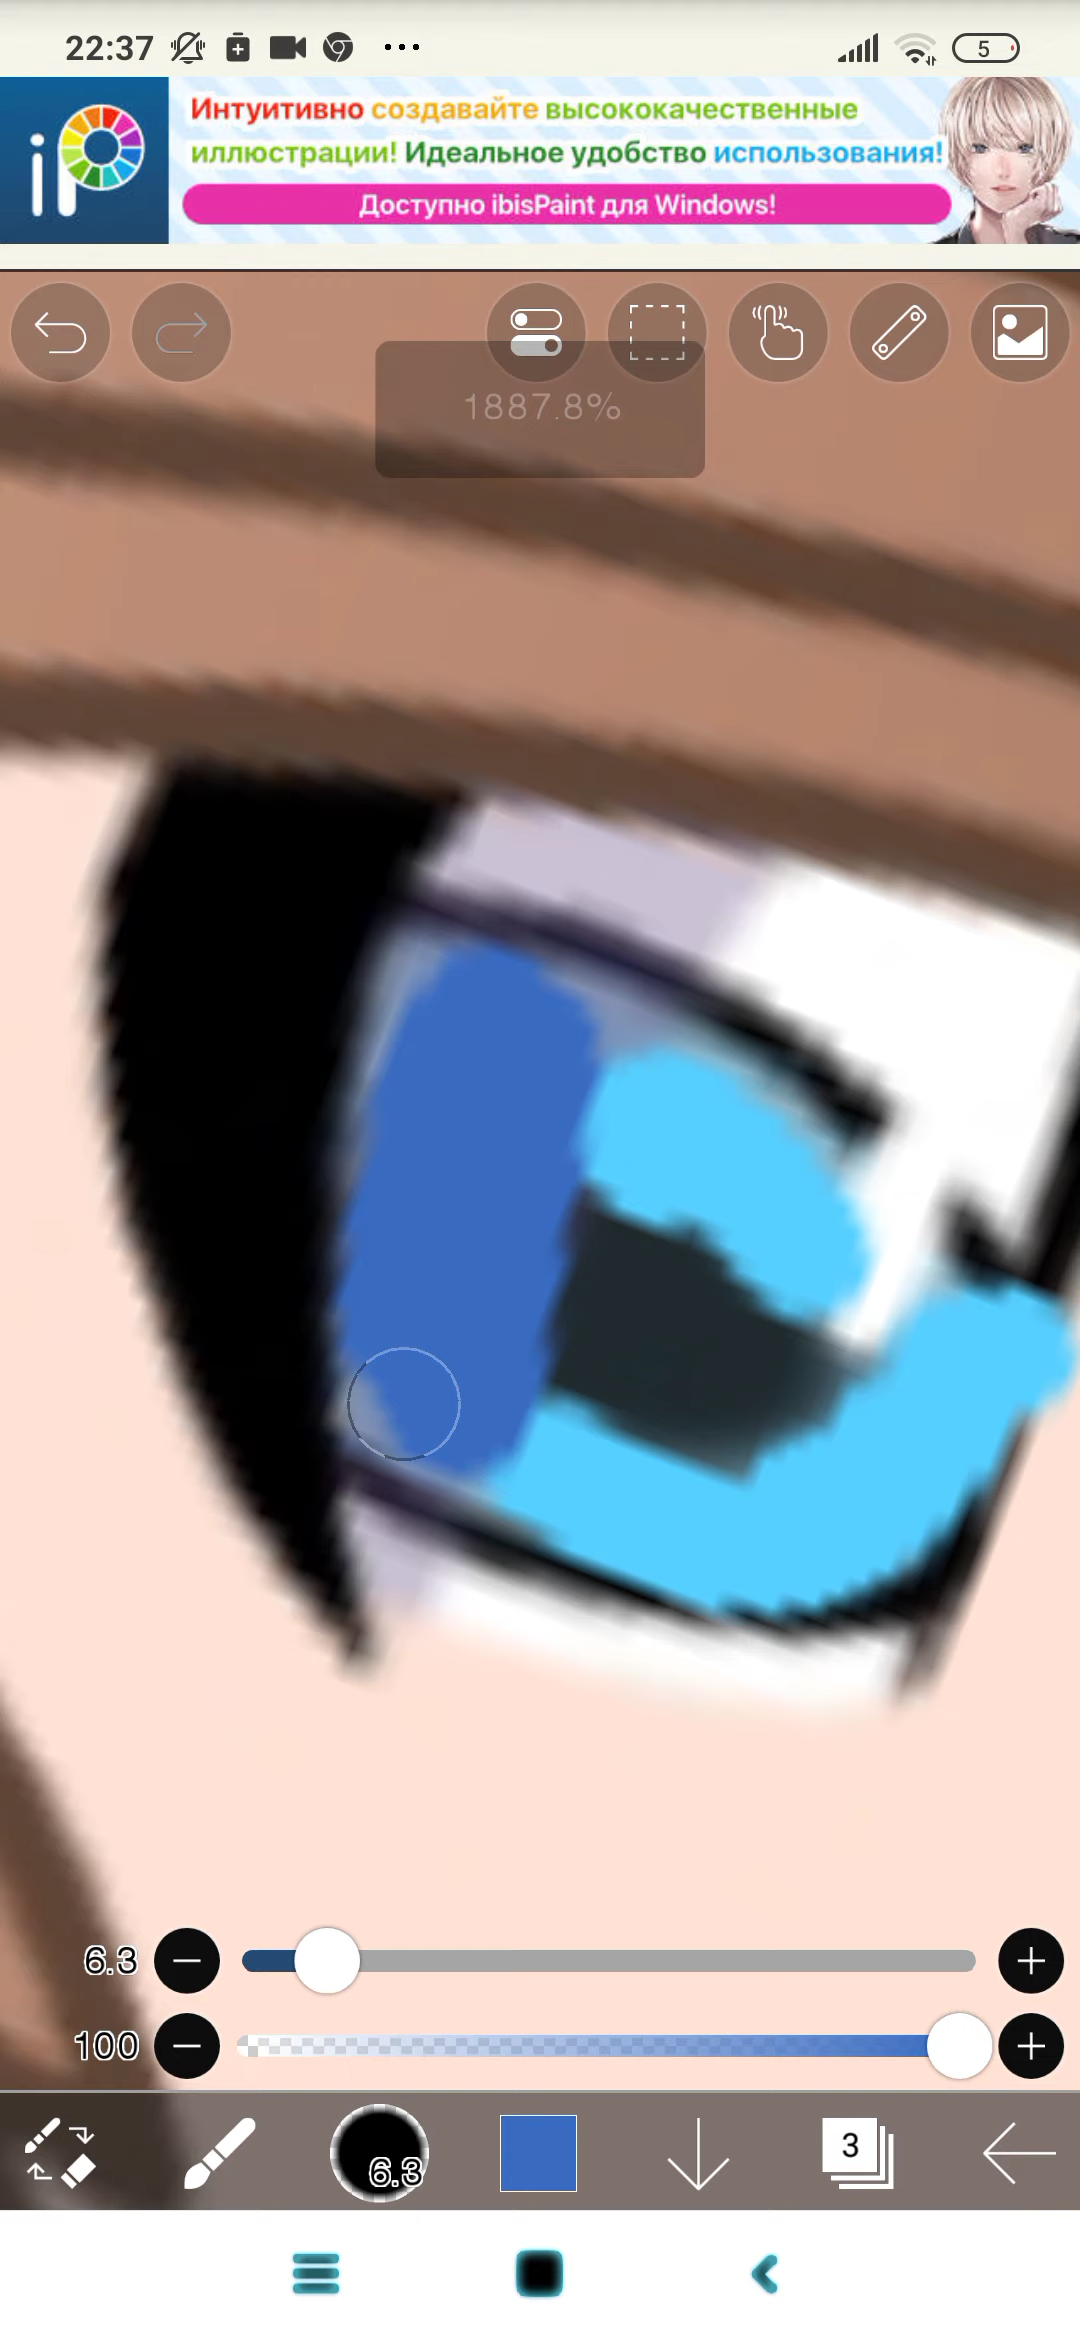 22:37
5
iP
Интуитивно создавайте высококачественные
иллюстрации! Идеальное удобство использования!
Доступно ibisPaint для Windows!
1887.8%
6.3
100
6.3
3